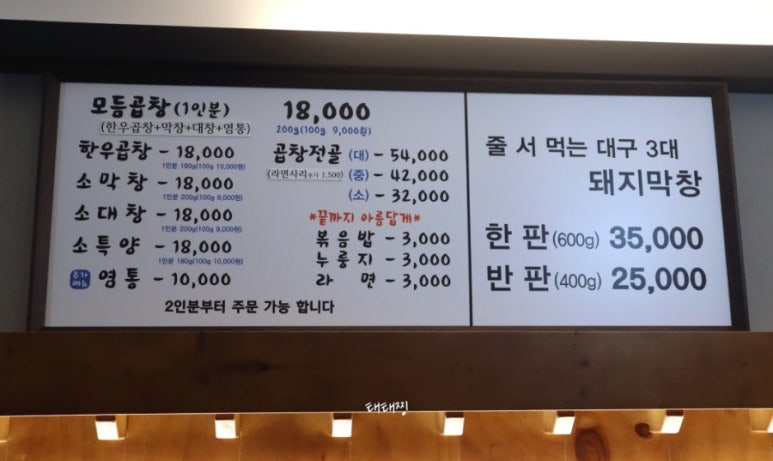 모듬곱창(1인분) 18,000
(한우곱창+막창+대창+염통) 200g(100g 9,000원)
한우곱창 - 18,000
1인분 180g(100g 10,000원)
소막창 - 18,000
1인분 200g(100g 9,000원)
소대창 - 18,000
1인분 200g(100g 9,000원)
소특양 - 18,000
1인분 180g(100g 10,000원)
추가메뉴 염통 - 10,000
곱창전골 (대) - 54,000
(라면사리추가 1,500) (중) - 42,000
(소) - 32,000
*끝까지 아름답게*
볶음밥 - 3,000
누룽지 - 3,000
라 면 - 3,000
2인분부터 주문 가능 합니다
줄 서 먹는 대구 3대
돼지막창
한 판 (600g) 35,000
반 판 (400g) 25,000
태태찡